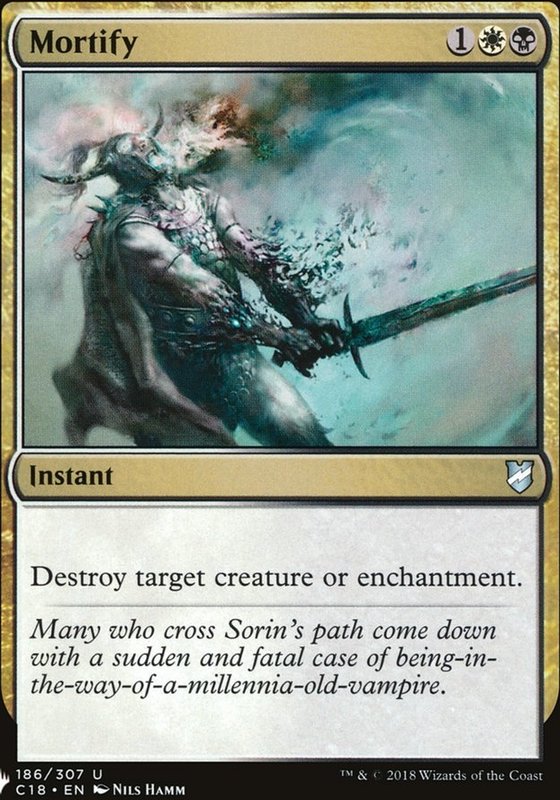 Mortify 1
Instant
Destroy target creature or enchantment.
Many who cross Sorin's path come down
with a sudden and fatal case of being-in-
the-way-of-a-millennia-old-vampire.
186/307 U
C18 • EN Nils Hamm
™ & © 2018 Wizards of the Coast